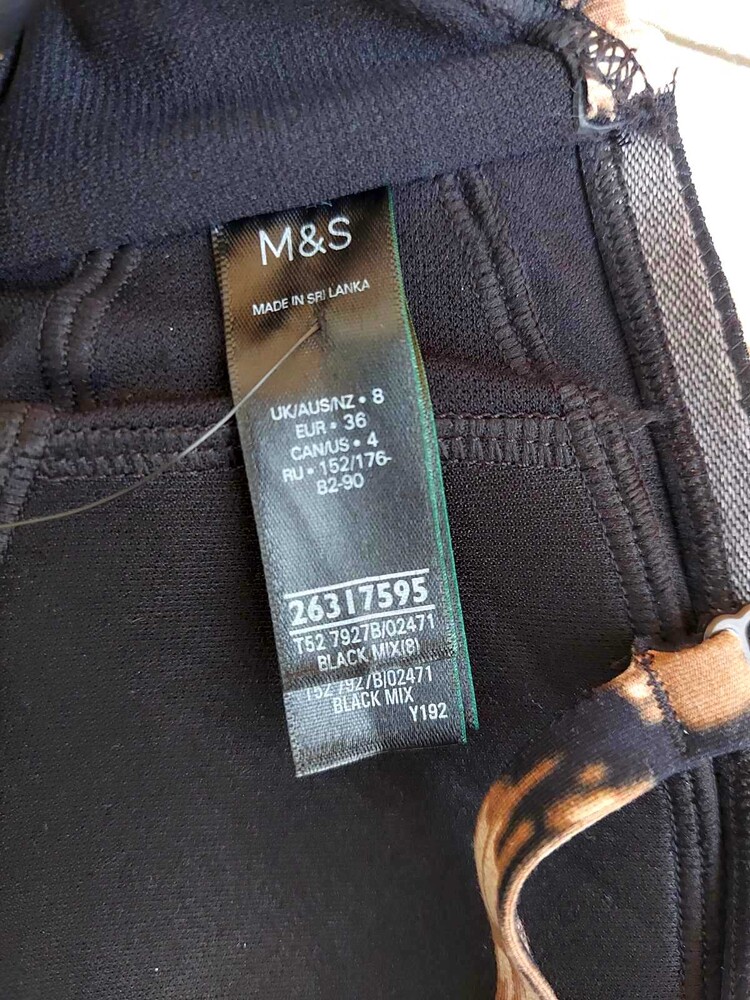 M&S
MADE IN SRI LANKA
UK/AUS/NZ • 8
EUR • 36
CAN/US • 4
RU • 152/176-
82-90
26317595
T52 7927B/02471
BLACK MIX(8)
T52 7927B/02471
BLACK MIX
Y192